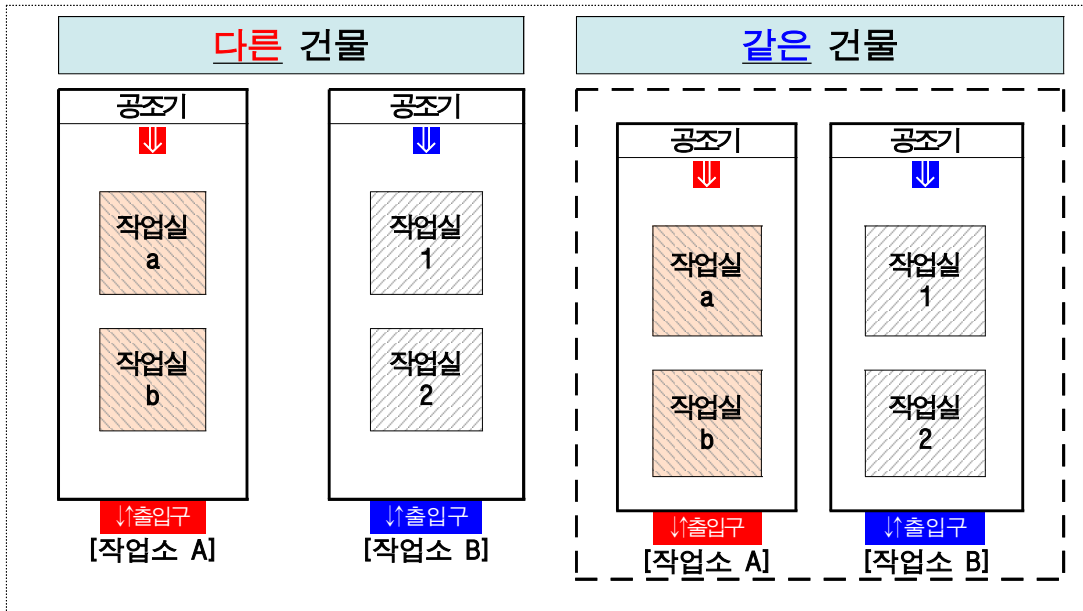 다른 건물
공조기
⇓
작업실
a
작업실
b
↓↑출입구
[작업소 A]
공조기
⇓
작업실
1
작업실
2
↓↑출입구
[작업소 B]
같은 건물
공조기
⇓
작업실
a
작업실
b
↓↑출입구
[작업소 A]
공조기
⇓
작업실
1
작업실
2
↓↑출입구
[작업소 B]